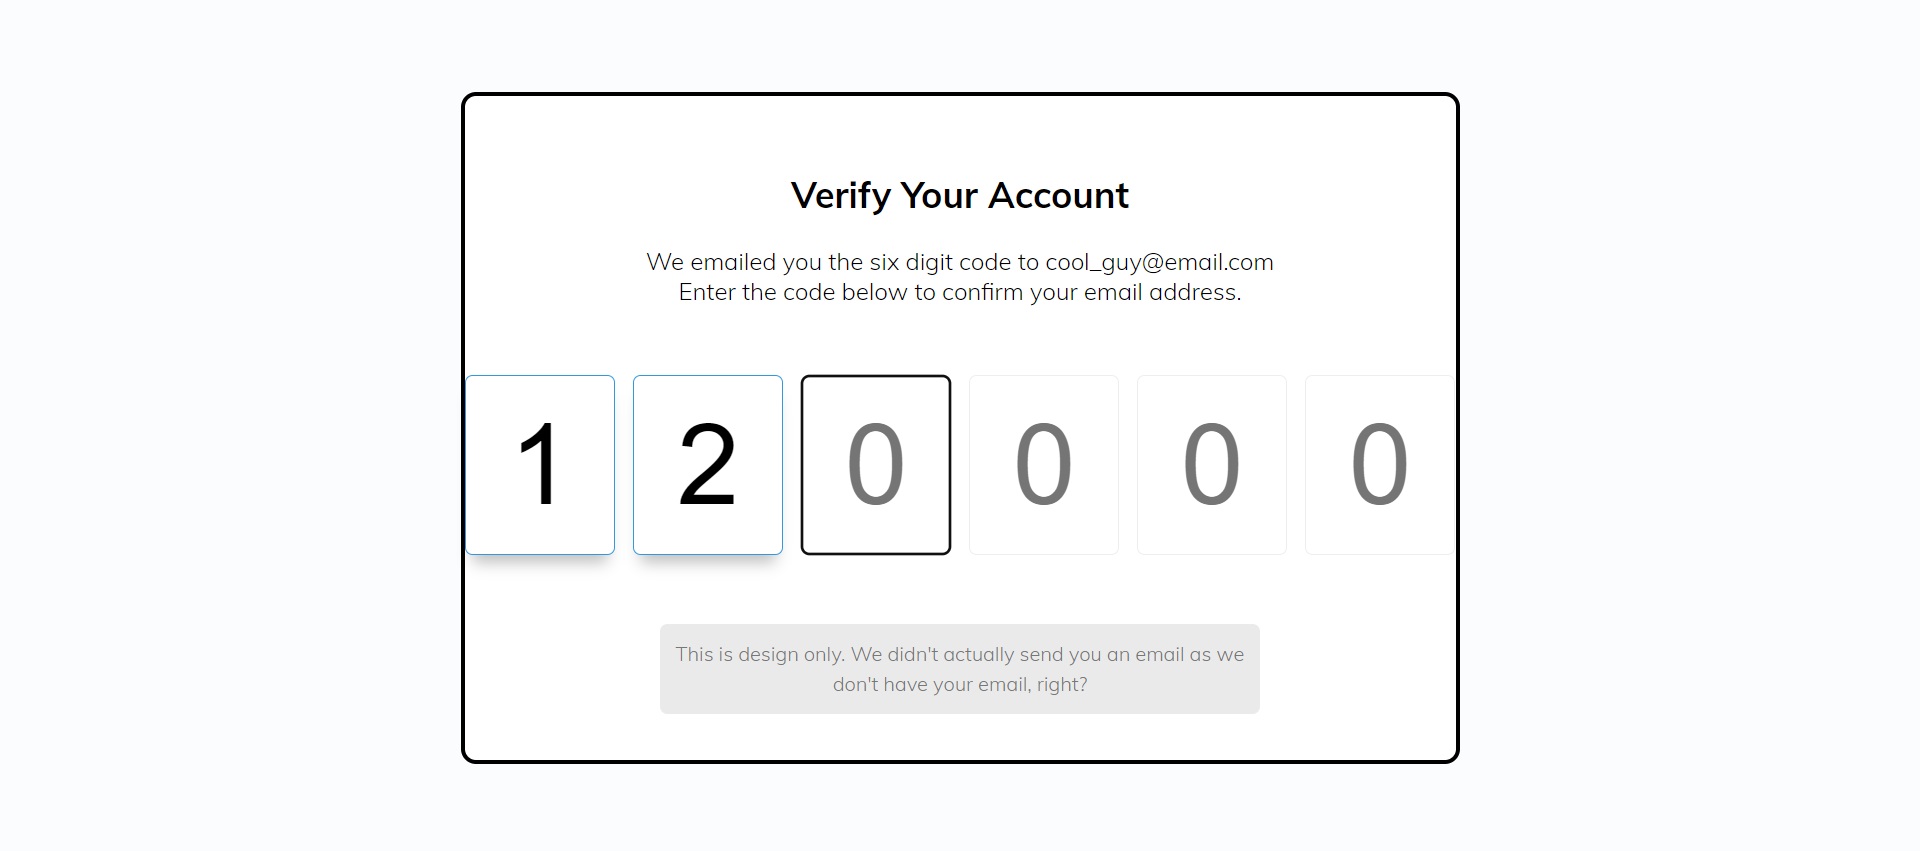 Verify Your Account
We emailed you the six digit code to cool_guy@email.com
Enter the code below to confirm your email address.
1 2 0 0 0 0
This is design only. We didn't actually send you an email as we
don't have your email, right?